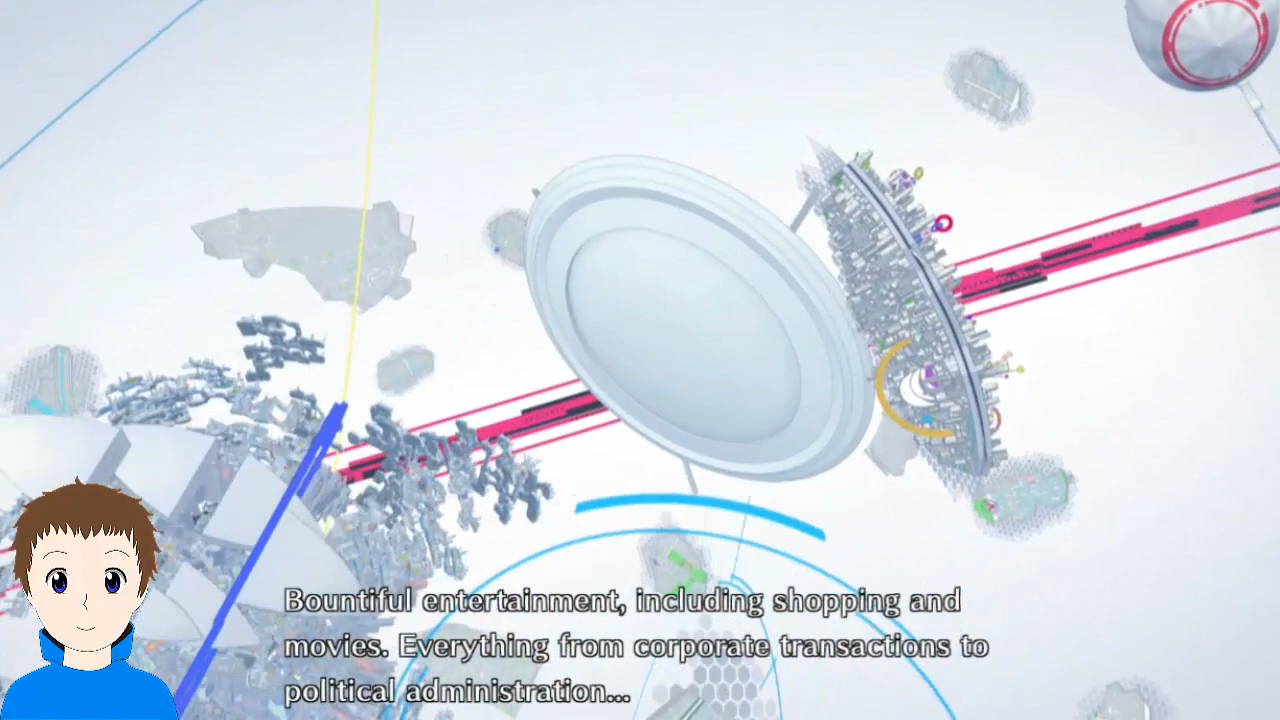 Bountiful entertainment, including shopping and
movies. Everything from corporate transactions to
political administration...